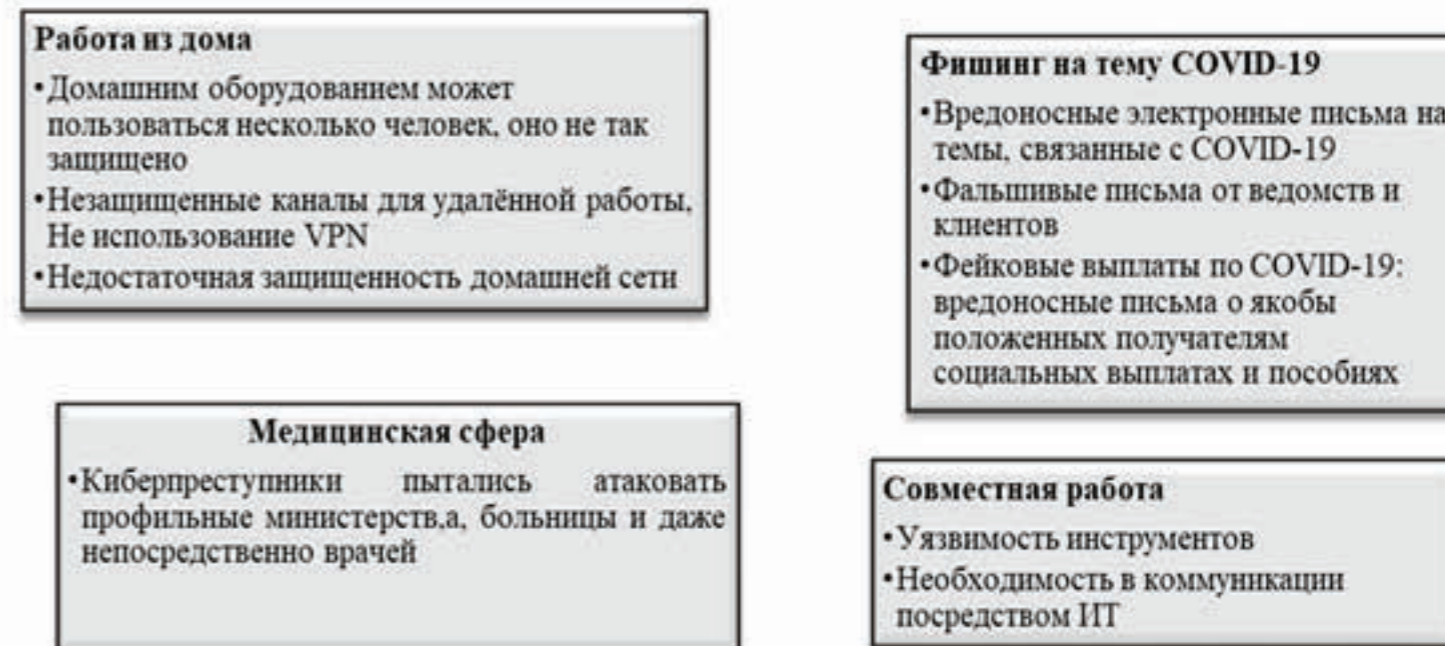 Работа из дома
•Домашним оборудованием может
пользоваться несколько человек, оно не так
защищено
•Незащищенные каналы для удалённой работы,
Не использование VPN
•Недостаточная защищенность домашней сети
Фишинг на тему COVID-19
•Вредоносные электронные письма на
темы, связанные с COVID-19
•Фальшивые письма от ведомств и
клиентов
•Фейковые выплаты по COVID-19:
вредоносные письма о якобы
положенных получателям
социальных выплатах и пособиях
Медицинская сфера
•Киберпреступники пытались атаковать
профильные министерств,а, больницы и даже
непосредственно врачей
Совместная работа
•Уязвимость инструментов
•Необходимость в коммуникации
посредством ИТ